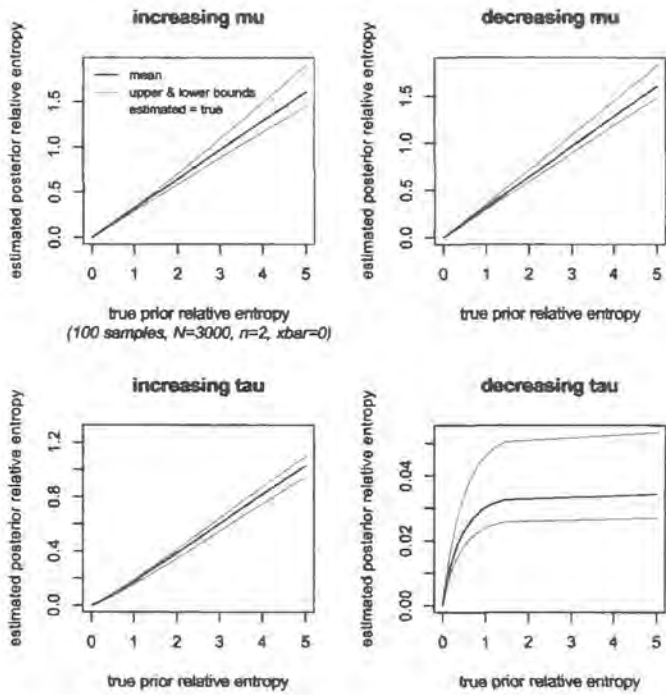 increasing mu
estimated posterior relative entropy
0.0 0.5 1.0 1.5
mean
upper & lower bounds
estimated = true
0 1 2 3 4 5
true prior relative entropy
(100 samples, N=3000, n=2, xbar=0)
decreasing mu
estimated posterior relative entropy
0.0 0.5 1.0 1.5
0 1 2 3 4 5
true prior relative entropy
increasing tau
estimated posterior relative entropy
0.0 0.4 0.8 1.2
0 1 2 3 4 5
true prior relative entropy
decreasing tau
estimated posterior relative entropy
0.00 0.02 0.04
0 1 2 3 4 5
true prior relative entropy